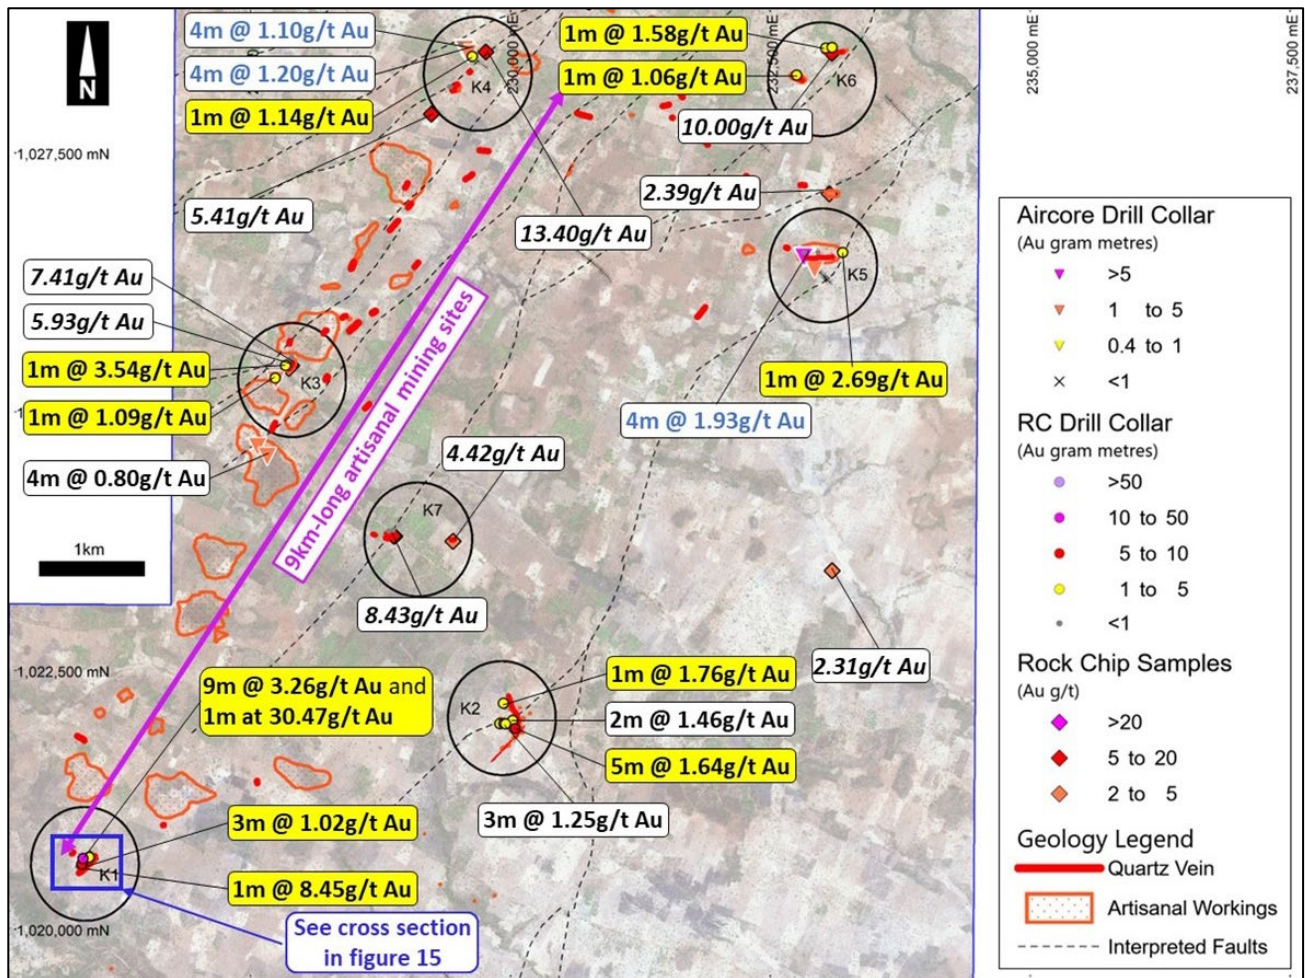 N
4m @ 1.10g/t Au
4m @ 1.20g/t Au
1m @ 1.14g/t Au
K4
230,000 mE
1m @ 1.58g/t Au
1m @ 1.06g/t Au
232,500 mE
K6
10.00g/t Au
235,000 mE
237,500 mE
1,027,500 mN
5.41g/t Au
13.40g/t Au
2.39g/t Au
K5
7.41g/t Au
5.93g/t Au
1m @ 3.54g/t Au
1m @ 1.09g/t Au
K3
4m @ 0.80g/t Au
9km-long artisanal mining sites
1m @ 2.69g/t Au
4m @ 1.93g/t Au
4.42g/t Au
K7
8.43g/t Au
1km
2.31g/t Au
1,022,500 mN
9m @ 3.26g/t Au and
1m at 30.47g/t Au
K2
1m @ 1.76g/t Au
2m @ 1.46g/t Au
5m @ 1.64g/t Au
3m @ 1.25g/t Au
3m @ 1.02g/t Au
K1
1m @ 8.45g/t Au
1,020,000 mN
See cross section
in figure 15
Aircore Drill Collar
(Au gram metres)
>5
1 to 5
0.4 to 1
<1
RC Drill Collar
(Au gram metres)
>50
10 to 50
5 to 10
1 to 5
<1
Rock Chip Samples
(Au g/t)
>20
5 to 20
2 to 5
Geology Legend
Quartz Vein
Artisanal Workings
Interpreted Faults